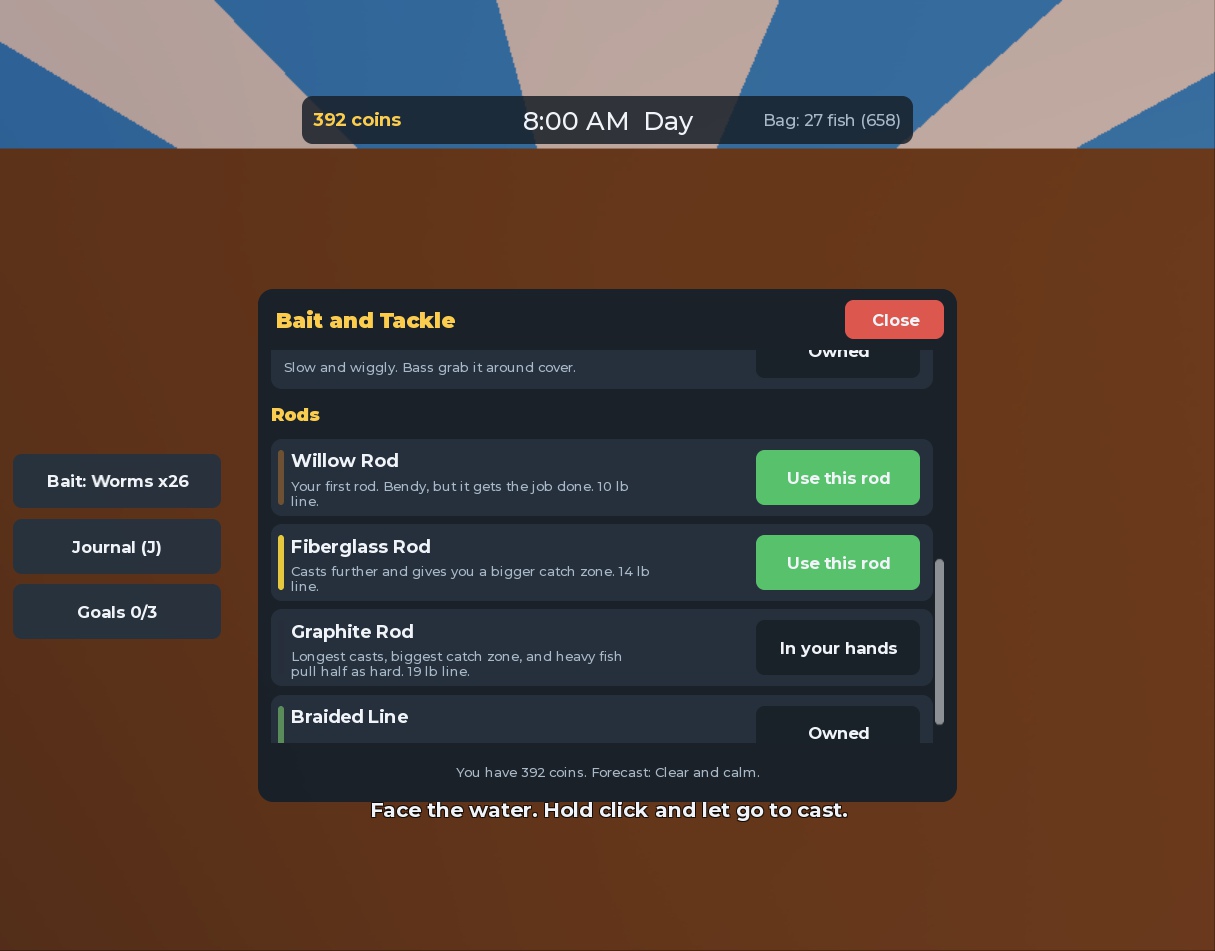 392 coins
8:00 AM Day
Bag: 27 fish (658)
Bait and Tackle
Close
Owned
Slow and wiggly. Bass grab it around cover.
Rods
Willow Rod
Your first rod. Bendy, but it gets the job done. 10 lb
line.
Use this rod
Fiberglass Rod
Casts further and gives you a bigger catch zone. 14 lb
line.
Use this rod
Graphite Rod
Longest casts, biggest catch zone, and heavy fish
pull half as hard. 19 lb line.
In your hands
Braided Line
Owned
You have 392 coins. Forecast: Clear and calm.
Bait: Worms x26
Journal (J)
Goals 0/3
Face the water. Hold click and let go to cast.